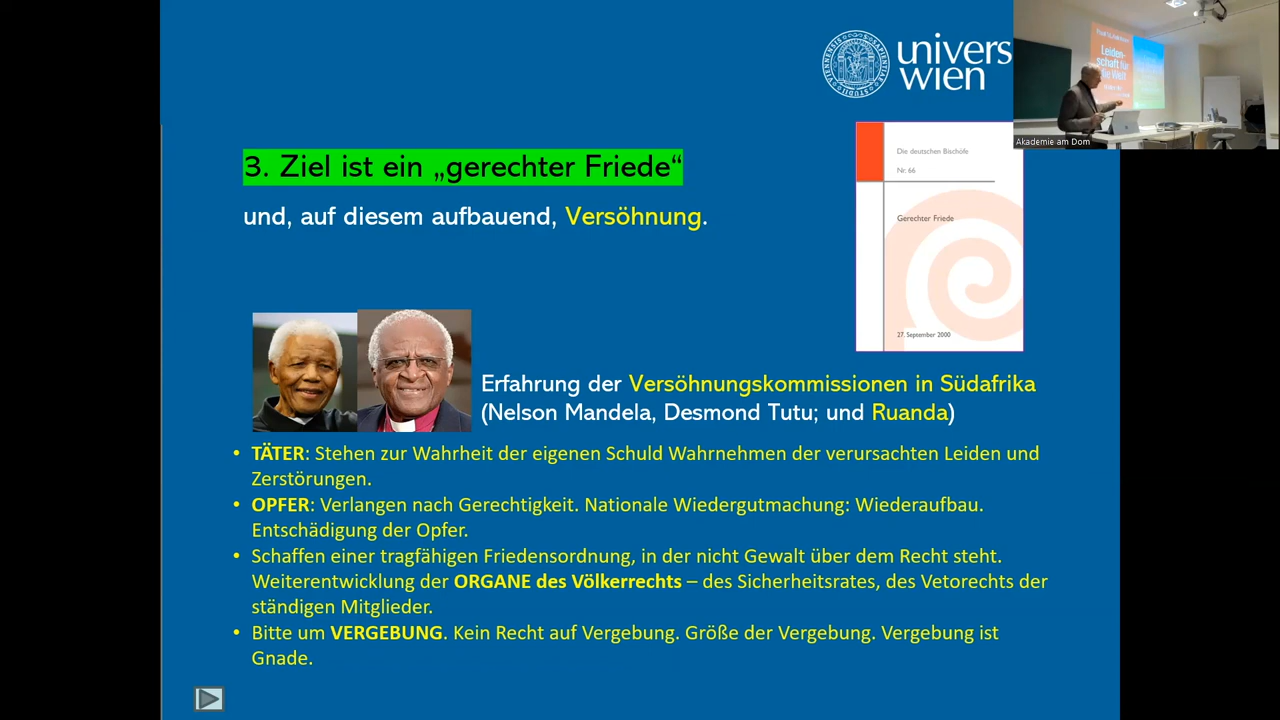 univers
wien
Leiden-
schaft für
die Welt
Akademie am Dom
Die deutschen Bischöfe
Nr. 66
Gerechter Friede
27. September 2000
3. Ziel ist ein „gerechter Friede“
und, auf diesem aufbauend, Versöhnung.
Erfahrung der Versöhnungskommissionen in Südafrika
(Nelson Mandela, Desmond Tutu; und Ruanda)
• TÄTER: Stehen zur Wahrheit der eigenen Schuld Wahrnehmen der verursachten Leiden und
Zerstörungen.
• OPFER: Verlangen nach Gerechtigkeit. Nationale Wiedergutmachung: Wiederaufbau.
Entschädigung der Opfer.
• Schaffen einer tragfähigen Friedensordnung, in der nicht Gewalt über dem Recht steht.
Weiterentwicklung der ORGANE des Völkerrechts – des Sicherheitsrates, des Vetorechts der
ständigen Mitglieder.
• Bitte um VERGEBUNG. Kein Recht auf Vergebung. Größe der Vergebung. Vergebung ist
Gnade.